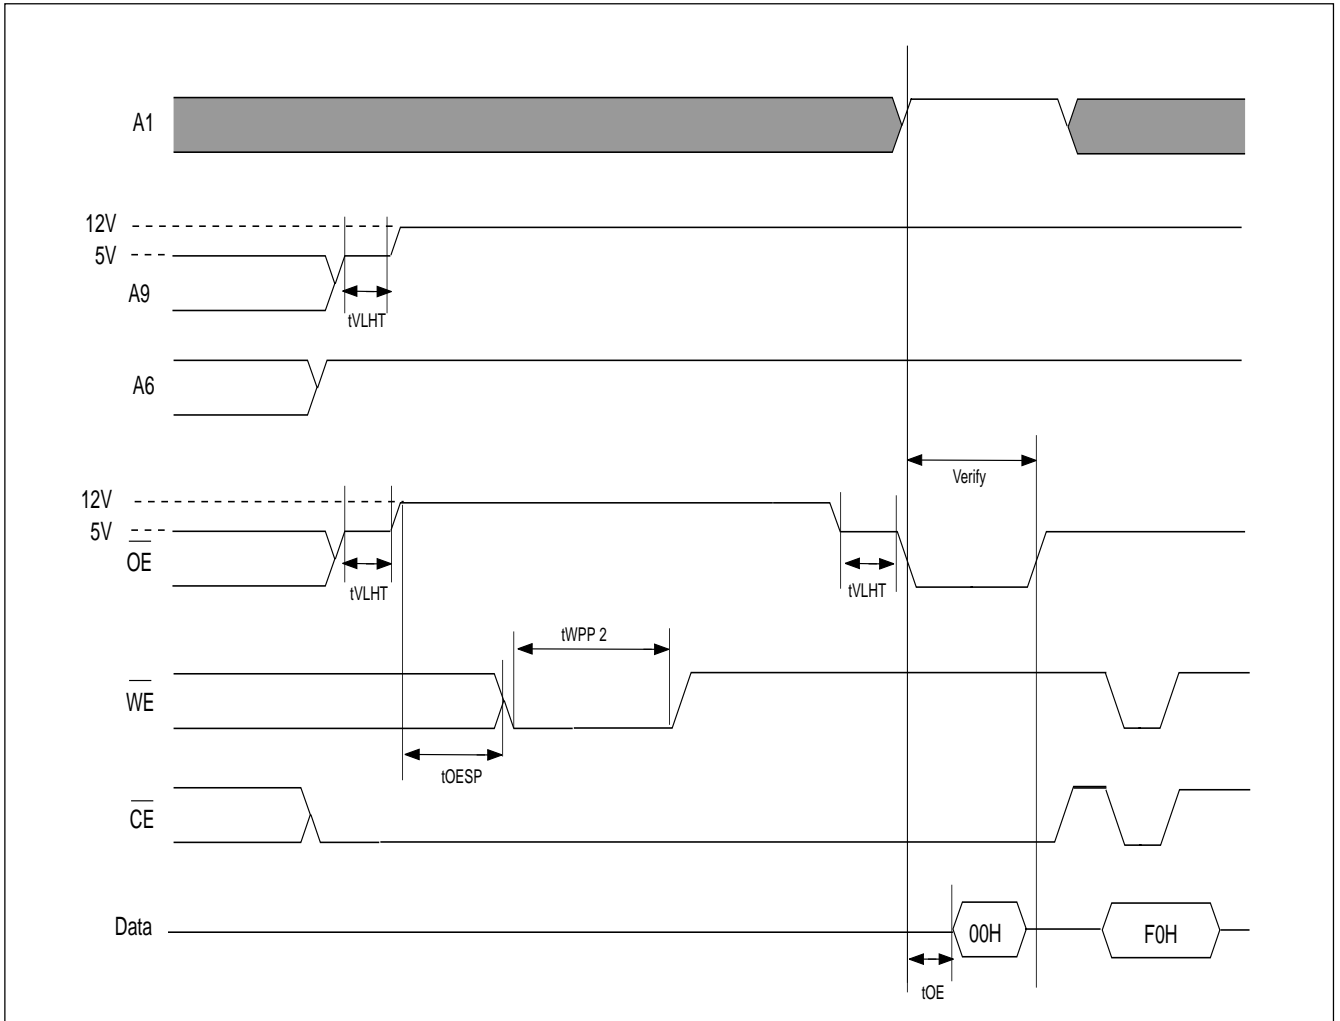 A1
12V
5V
A9
tVLHT
A6
Verify
12V
5V
OE
tVLHT
tVLHT
tWPP 2
WE
tOESP
CE
Data
00H
F0H
tOE